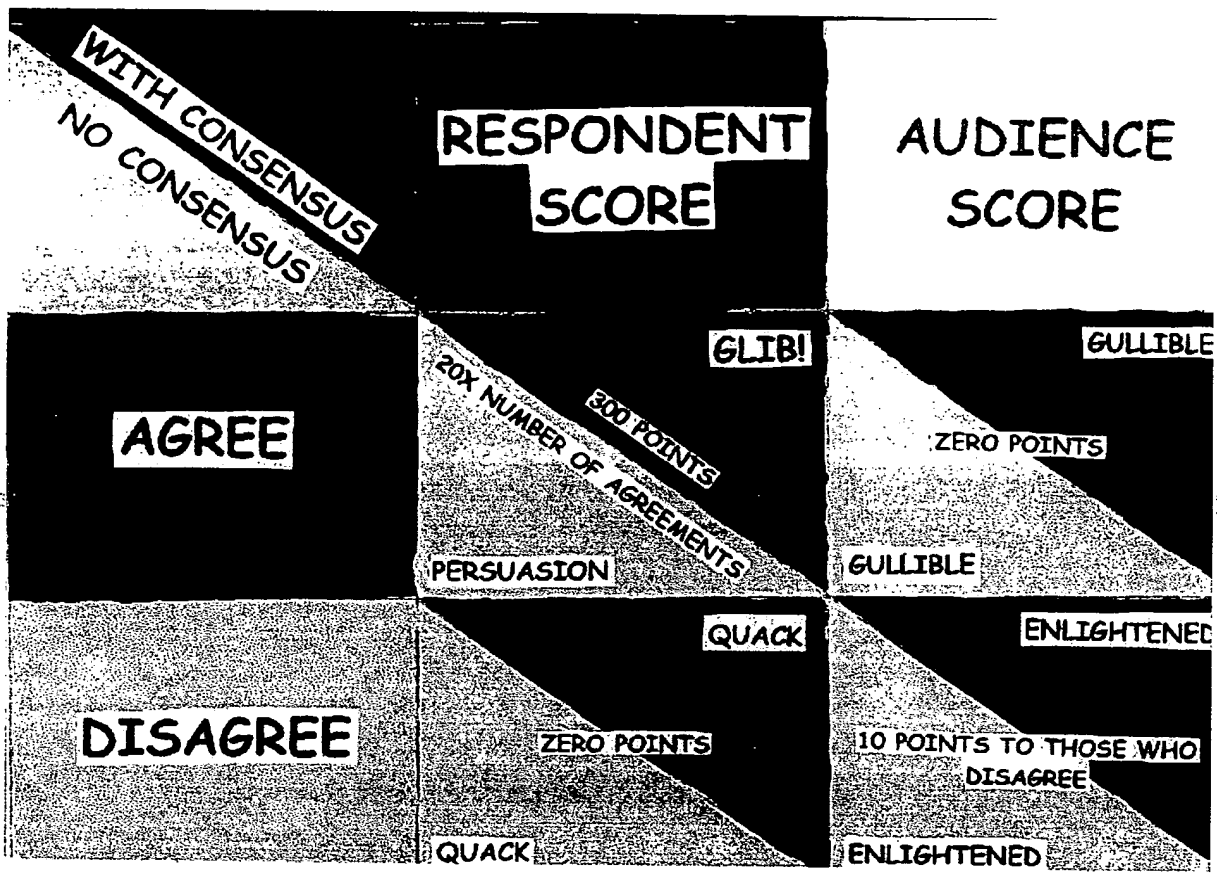 WITH CONSENSUS
NO CONSENSUS
RESPONDENT
SCORE
AUDIENCE
SCORE
AGREE
GLIB!
300 POINTS
20X NUMBER OF AGREEMENTS
PERSUASION
GULLIBLE
ZERO POINTS
GULLIBLE
DISAGREE
QUACK
ZERO POINTS
QUACK
ENLIGHTENED
10 POINTS TO THOSE WHO
DISAGREE
ENLIGHTENED